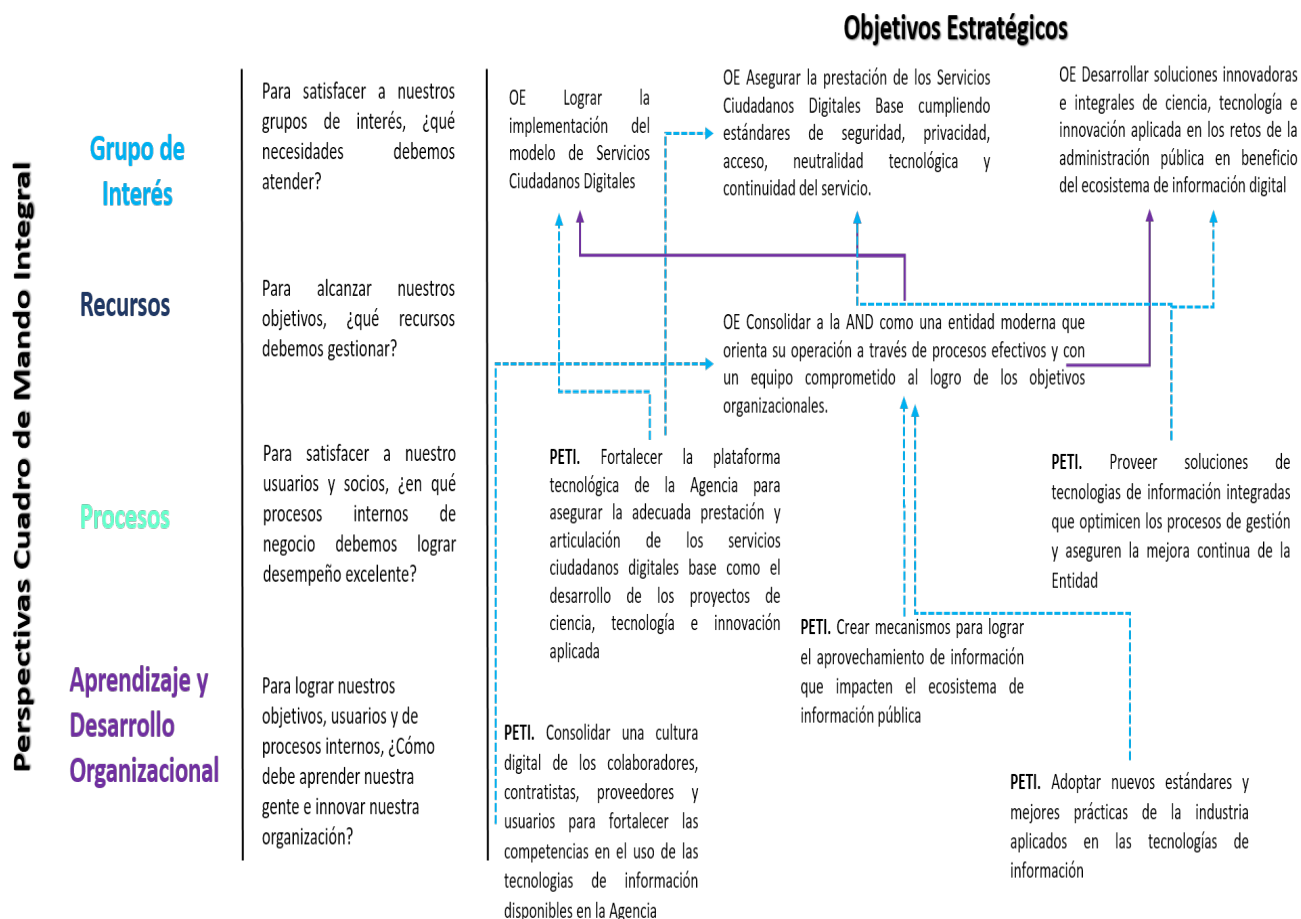 Objetivos Estratégicos
Perspectivas Cuadro de Mando Integral
Grupo de
Interés
Para satisfacer a nuestros
grupos de interés, ¿qué
necesidades debemos
atender?
OE Lograr la
implementación del
modelo de Servicios
Ciudadanos Digitales
OE Asegurar la prestación de los Servicios
Ciudadanos Digitales Base cumpliendo
estándares de seguridad, privacidad,
acceso, neutralidad tecnológica y
continuidad del servicio.
OE Desarrollar soluciones innovadoras
e integrales de ciencia, tecnología e
innovación aplicada en los retos de la
administración pública en beneficio
del ecosistema de información digital
Recursos
Para alcanzar nuestros
objetivos, ¿qué recursos
debemos gestionar?
OE Consolidar a la AND como una entidad moderna que
orienta su operación a través de procesos efectivos y con
un equipo comprometido al logro de los objetivos
organizacionales.
Procesos
Para satisfacer a nuestro
usuarios y socios, ¿en qué
procesos internos de
negocio debemos lograr
desempeño excelente?
PETI. Fortalecer la plataforma
tecnológica de la Agencia para
asegurar la adecuada prestación y
articulación de los servicios
ciudadanos digitales base como el
desarrollo de los proyectos de
ciencia, tecnología e innovación
aplicada
PETI. Proveer soluciones de
tecnologias de información integradas
que optimicen los procesos de gestión
y aseguren la mejora continua de la
Entidad
PETI. Crear mecanismos para lograr
el aprovechamiento de información
que impacten el ecosistema de
información pública
Aprendizaje y
Desarrollo
Organizacional
Para lograr nuestros
objetivos, usuarios y de
procesos internos, ¿Cómo
debe aprender nuestra
gente e innovar nuestra
organización?
PETI. Consolidar una cultura
digital de los colaboradores,
contratistas, proveedores y
usuarios para fortalecer las
competencias en el uso de las
tecnologias de información
disponibles en la Agencia
PETI. Adoptar nuevos estándares y
mejores prácticas de la industria
aplicados en las tecnologías de
información